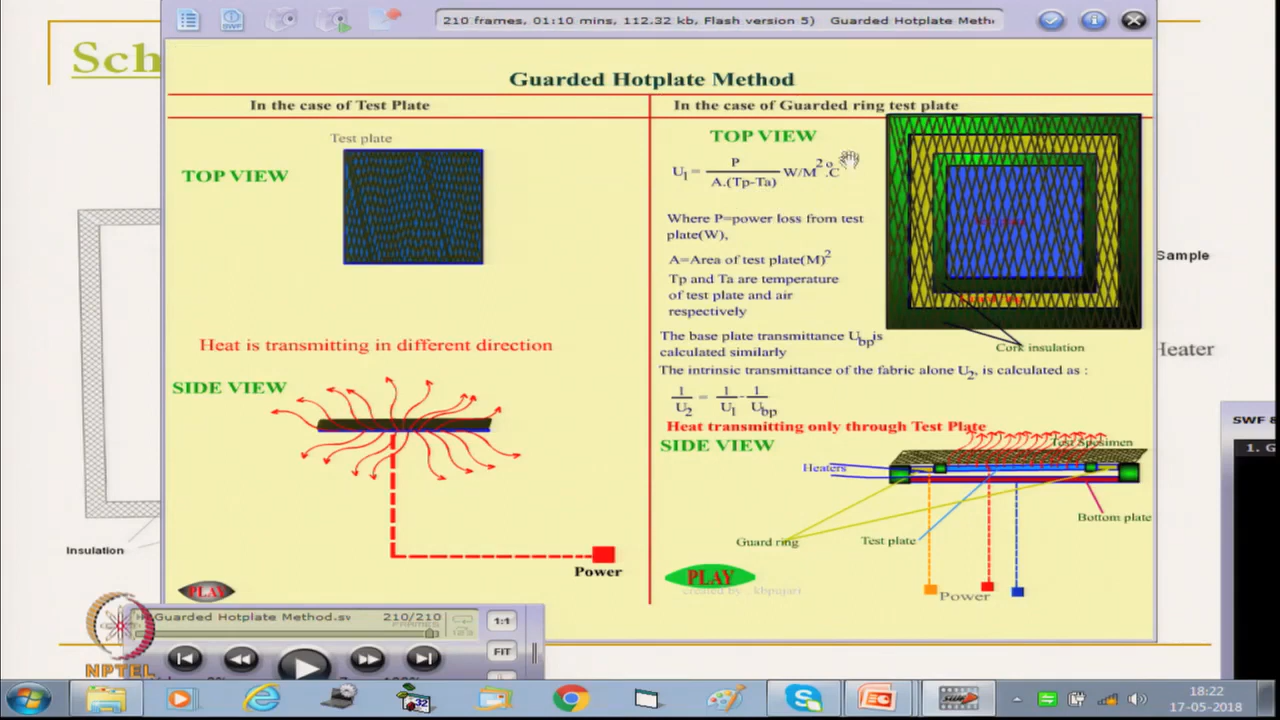 210 frames, 01:10 mins, 112.32 kb, Flash version 5) Guarded Hotplate Meth
Sch
Guarded Hotplate Method
In the case of Test Plate
In the case of Guarded ring test plate
Test plate
TOP VIEW
TOP VIEW
U1 = P / A.(Tp-Ta) W/M2 o.C
Where P=power loss from test
plate(W),
A=Area of test plate(M)2
Tp and Ta are temperature
of test plate and air
respectively
Cork insulation
The base plate transmittance Ubp is
calculated similarly
The intrinsic transmittance of the fabric alone U2, is calculated as :
1/U2 = 1/U1 - 1/Ubp
Heat is transmitting in different direction
SIDE VIEW
Heat transmitting only through Test Plate
SIDE VIEW
Test Specimen
Heaters
Bottom plate
Guard ring
Test plate
Power
Power
PLAY
PLAY
created by : kbpujari
Sample
Heater
Insulation
SWF &
1. G
Guarded Hotplate Method.sv
210/210
FRAMES
1:1
FIT
NPTEL
18:22
17-05-2018